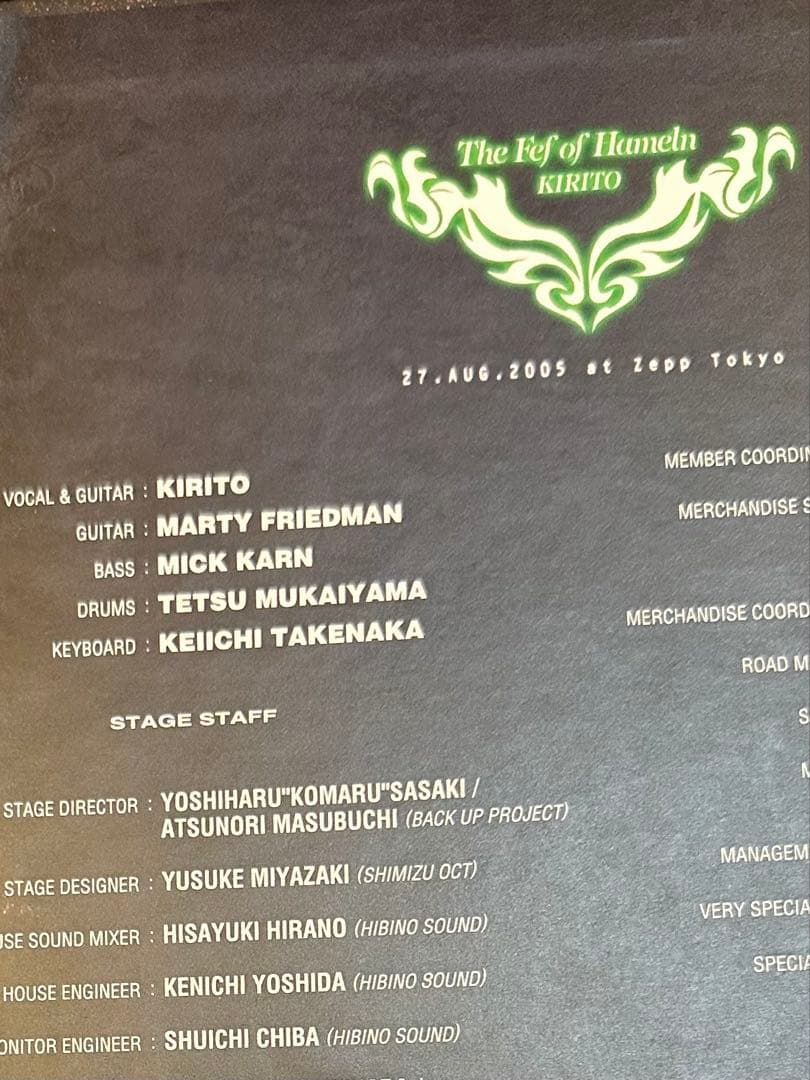 The Fef of Hameln
KIRITO
27.AUG.2005 at Zepp Tokyo
VOCAL & GUITAR : KIRITO
GUITAR : MARTY FRIEDMAN
BASS : MICK KARN
DRUMS : TETSU MUKAIYAMA
KEYBOARD : KEIICHI TAKENAKA
STAGE STAFF
STAGE DIRECTOR : YOSHIHARU"KOMARU"SASAKI /
ATSUNORI MASUBUCHI (BACK UP PROJECT)
STAGE DESIGNER : YUSUKE MIYAZAKI (SHIMIZU OCT)
USE SOUND MIXER : HISAYUKI HIRANO (HIBINO SOUND)
HOUSE ENGINEER : KENICHI YOSHIDA (HIBINO SOUND)
ONITOR ENGINEER : SHUICHI CHIBA (HIBINO SOUND)
MEMBER COORDIN
MERCHANDISE S
MERCHANDISE COORD
ROAD M
S
M
MANAGEM
VERY SPECIA
SPECIA